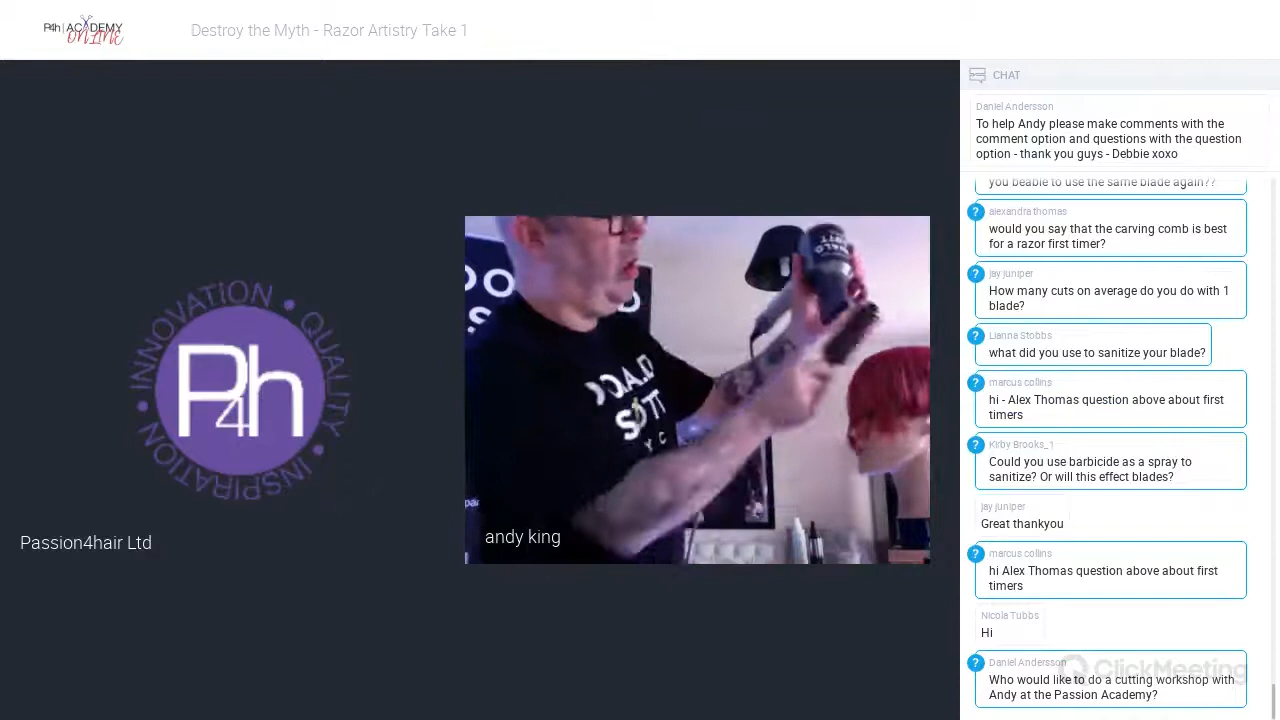 P4h | ACADEMY
ONLINE
Destroy the Myth - Razor Artistry Take 1
CHAT
Daniel Andersson
To help Andy please make comments with the
comment option and questions with the question
option - thank you guys - Debbie xoxo
you beable to use the same blade again??
alexandra thomas
would you say that the carving comb is best
for a razor first timer?
jay juniper
How many cuts on average do you do with 1
blade?
Lianna Stobbs
what did you use to sanitize your blade?
marcus collins
hi - Alex Thomas question above about first
timers
Kirby Brooks_1
Could you use barbicide as a spray to
sanitize? Or will this effect blades?
jay juniper
Great thankyou
marcus collins
hi Alex Thomas question above about first
timers
Nicola Tubbs
Hi
Daniel Andersson
Who would like to do a cutting workshop with
Andy at the Passion Academy?
ClickMeeting
INNOVATION • QUALITY • INSPIRATION •
P4h
Passion4hair Ltd
andy king